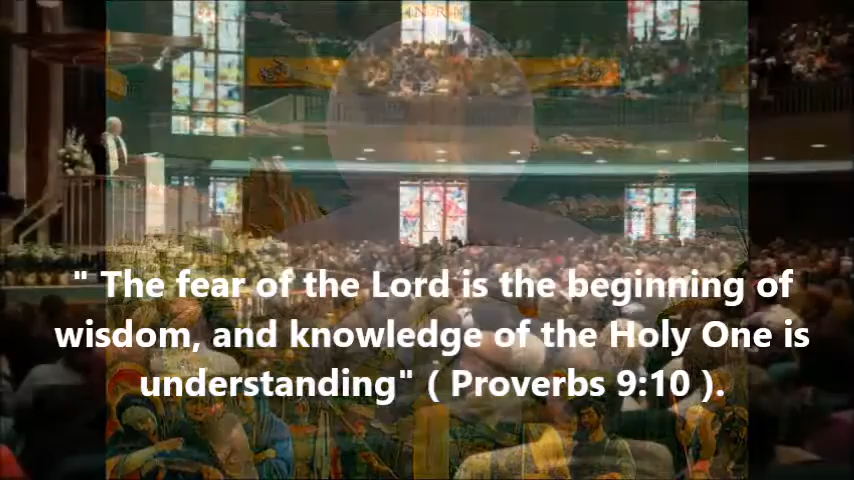 " The fear of the Lord is the beginning of
wisdom, and knowledge of the Holy One is
understanding" ( Proverbs 9:10 ).